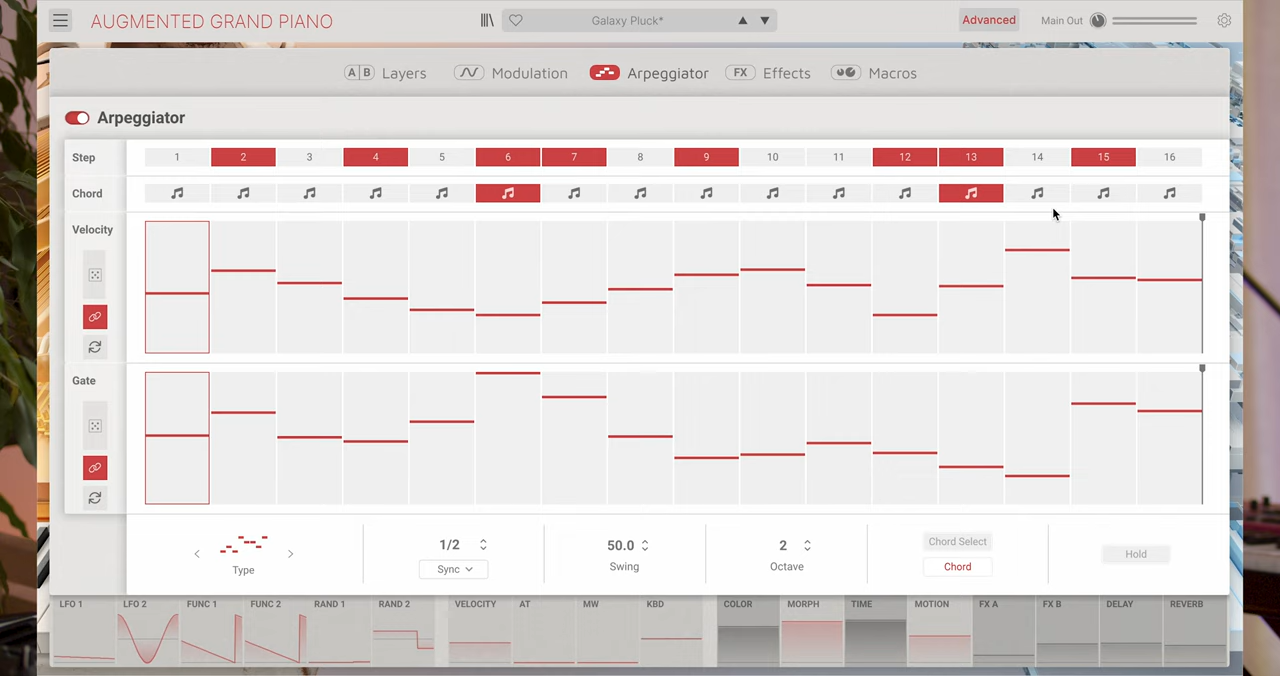 AUGMENTED GRAND PIANO
Galaxy Pluck*
Advanced
Main Out
A B Layers
Modulation
Arpeggiator
FX Effects
Macros
Arpeggiator
Step 1 2 3 4 5 6 7 8 9 10 11 12 13 14 15 16
Chord
Velocity
Gate
1/2
50.0
2
Chord Select
Hold
Type
Sync
Swing
Octave
Chord
LFO 1 LFO 2 FUNC 1 FUNC 2 RAND 1 RAND 2 VELOCITY AT MW KBD COLOR MORPH TIME MOTION FX A FX B DELAY REVERB